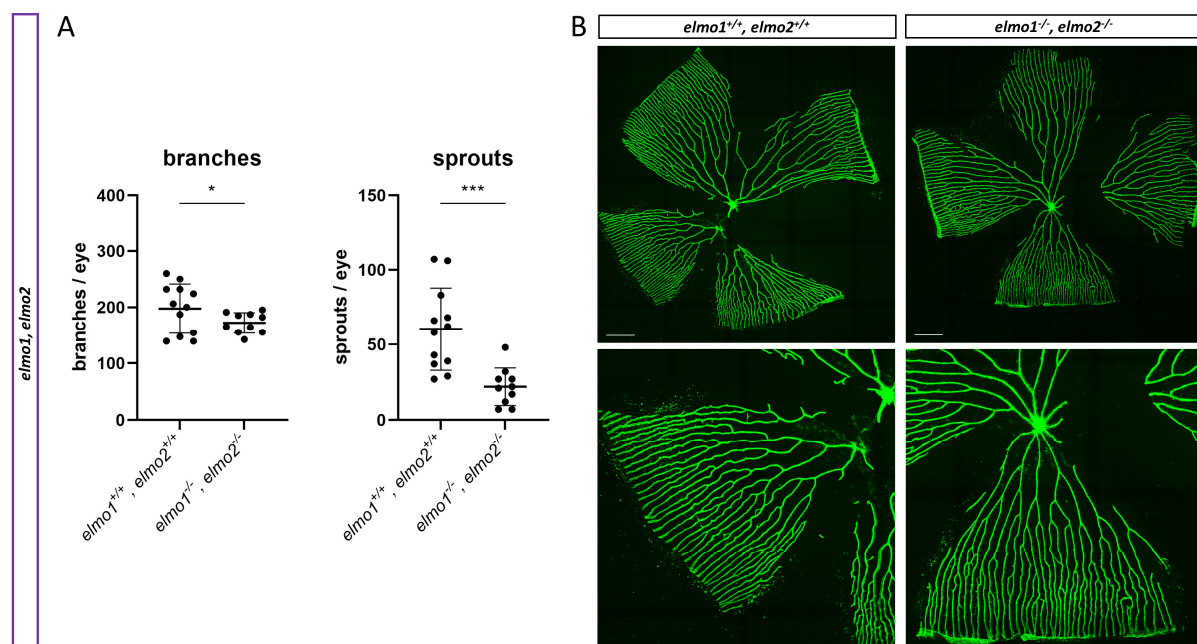 elmo1, elmo2
A
branches
*
400
300
200
100
0
branches / eye
elmo1+/+ , elmo2+/+
elmo1-/- , elmo2-/-
sprouts
***
150
100
50
0
sprouts / eye
elmo1+/+ , elmo2+/+
elmo1-/- , elmo2-/-
B
elmo1+/+, elmo2+/+
elmo1-/-, elmo2-/-